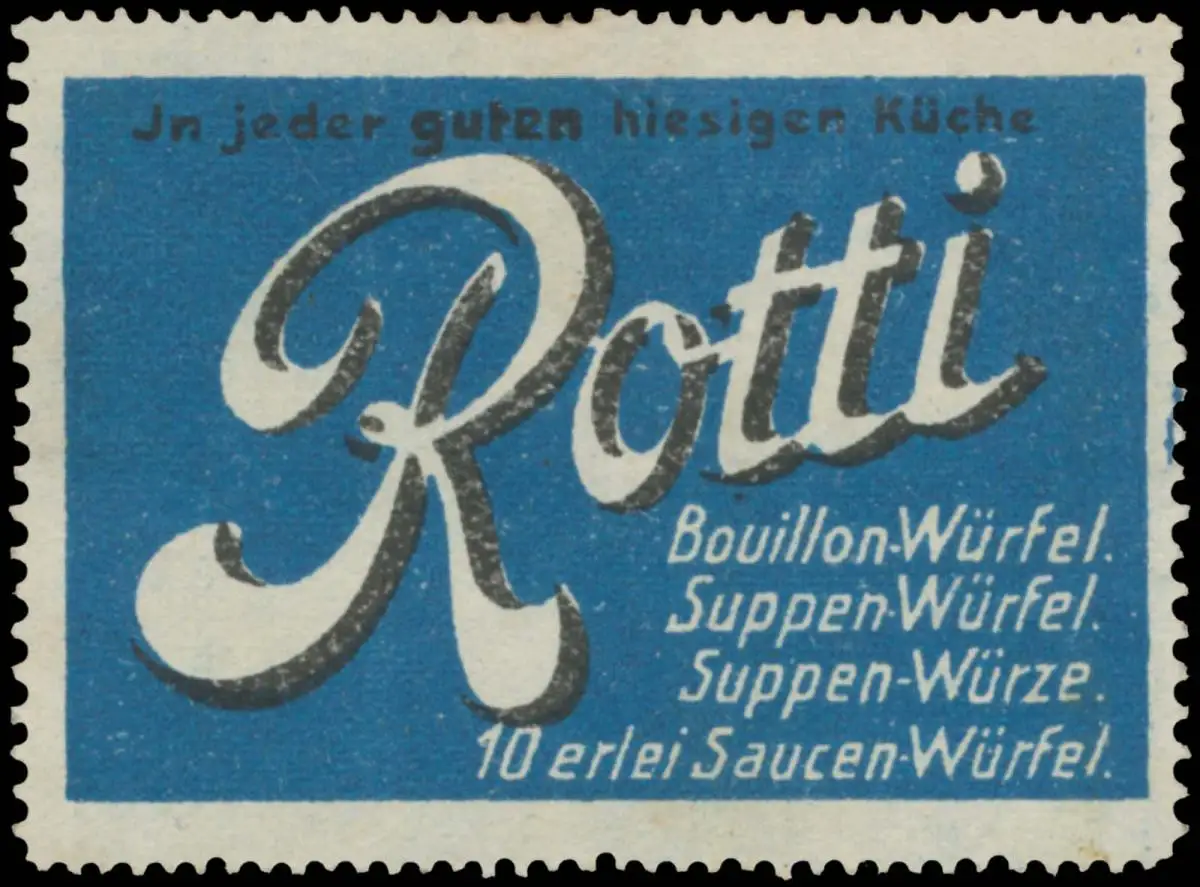 Jn jeder guten hiesigen Küche
Rotti
Bouillon-Würfel.
Suppen-Würfel.
Suppen-Würze.
10 erlei Saucen-Würfel.